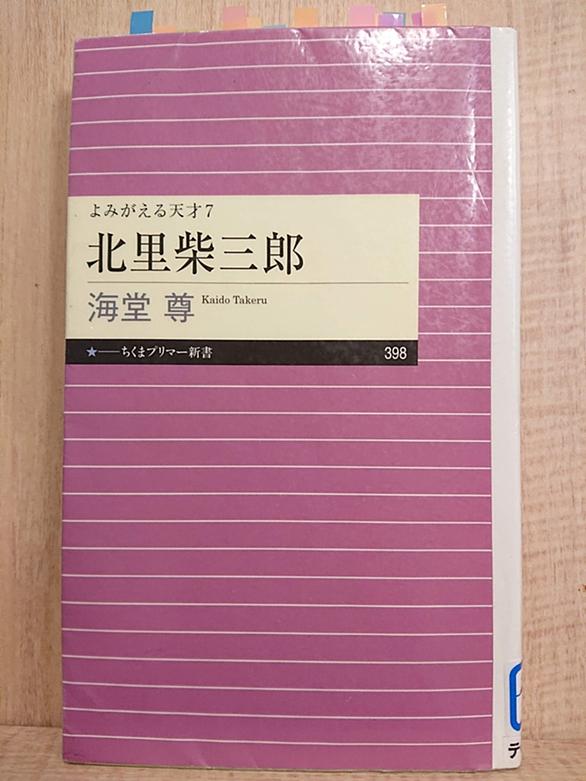 よみがえる天才7
北里柴三郎
海堂 尊 Kaido Takeru
★──ちくまプリマー新書 398
テ